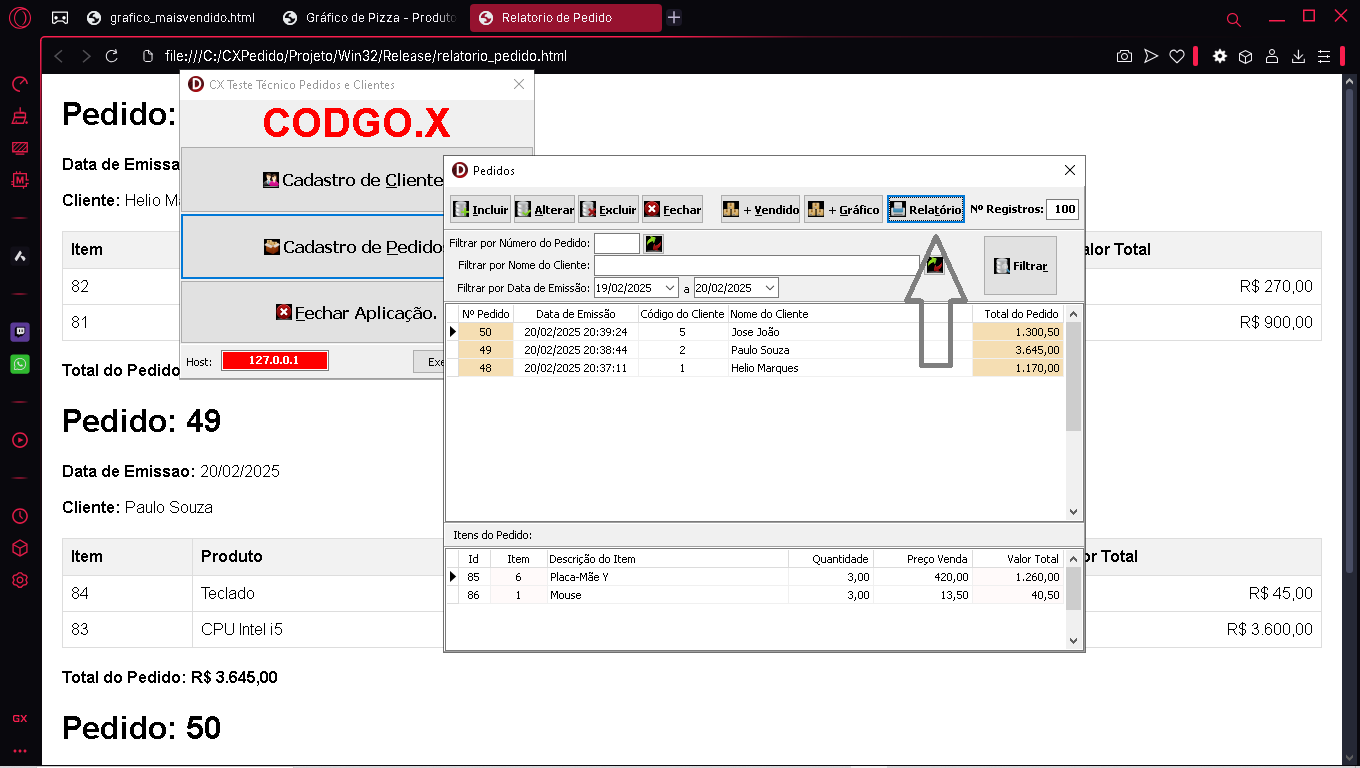 grafico_maisvendido.html
Gráfico de Pizza - Produto
Relatorio de Pedido
file:///C:/CXPedido/Projeto/Win32/Release/relatorio_pedido.html
Pedido:
Data de Emissa
Cliente: Helio Ma
Item
alor Total
82
R$ 270,00
81
R$ 900,00
Total do Pedido
Pedido: 49
Data de Emissao: 20/02/2025
Cliente: Paulo Souza
Item Produto or Total
84 Teclado R$ 45,00
83 CPU Intel i5 R$ 3.600,00
Total do Pedido: R$ 3.645,00
Pedido: 50
GX
CX Teste Técnico Pedidos e Clientes
CODGO.X
Cadastro de Cliente
Cadastro de Pedido
Fechar Aplicação.
Host: 127.0.0.1 Exe
Pedidos
Incluir Alterar Excluir Fechar + Vendido + Gráfico Relatório Nº Registros: 100
Filtrar por Número do Pedido:
Filtrar por Nome do Cliente:
Filtrar por Data de Emissão: 19/02/2025 a 20/02/2025
Filtrar
Nº Pedido Data de Emissão Código do Cliente Nome do Cliente Total do Pedido
50 20/02/2025 20:39:24 5 Jose João 1.300,50
49 20/02/2025 20:38:44 2 Paulo Souza 3.645,00
48 20/02/2025 20:37:11 1 Helio Marques 1.170,00
Itens do Pedido:
Id Item Descrição do Item Quantidade Preço Venda Valor Total
85 6 Placa-Mãe Y 3,00 420,00 1.260,00
86 1 Mouse 3,00 13,50 40,50